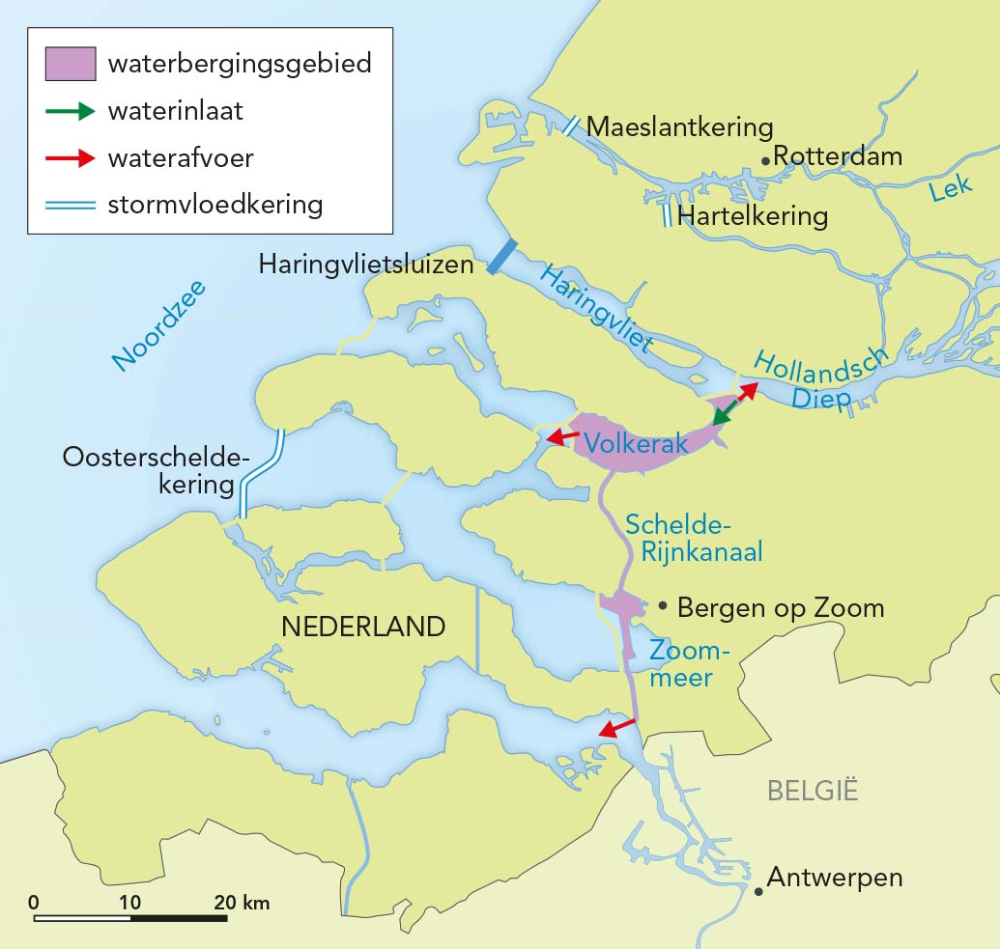 waterbergingsgebied
waterinlaat
waterafvoer
stormvloedkering
Maeslantkering
Rotterdam
Lek
Hartelkering
Haringvlietsluizen
Noordzee
Haringvliet
Hollandsch
Diep
Oosterschelde-
kering
Volkerak
Schelde-
Rijnkanaal
NEDERLAND
Bergen op Zoom
Zoom-
meer
BELGIË
Antwerpen
0 10 20 km